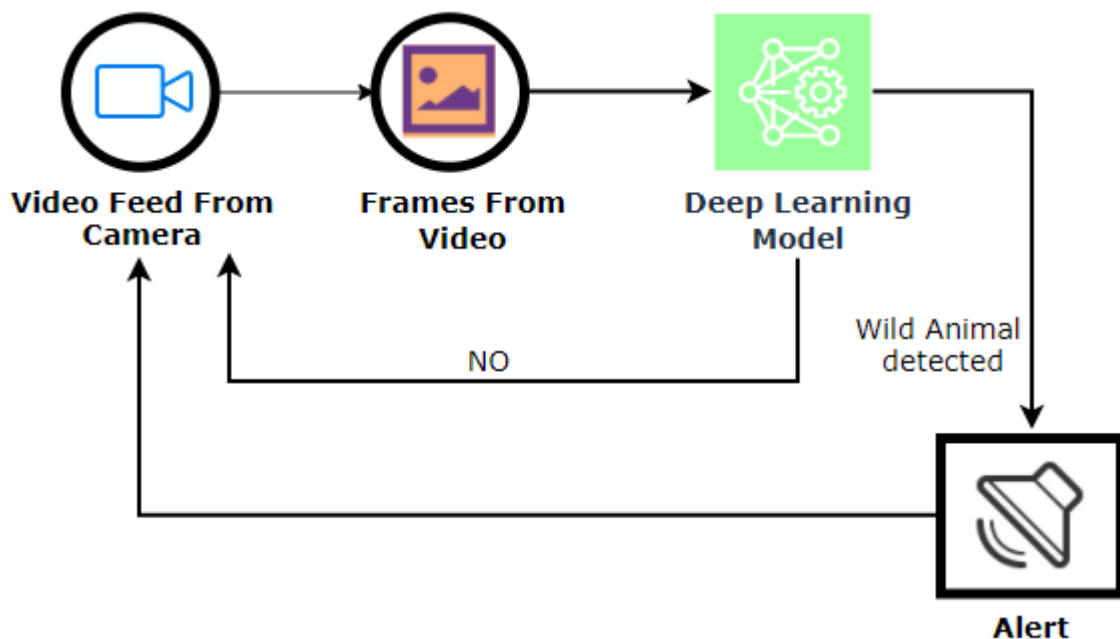 Video Feed From
Camera
Frames From
Video
Deep Learning
Model
Wild Animal
detected
NO
Alert